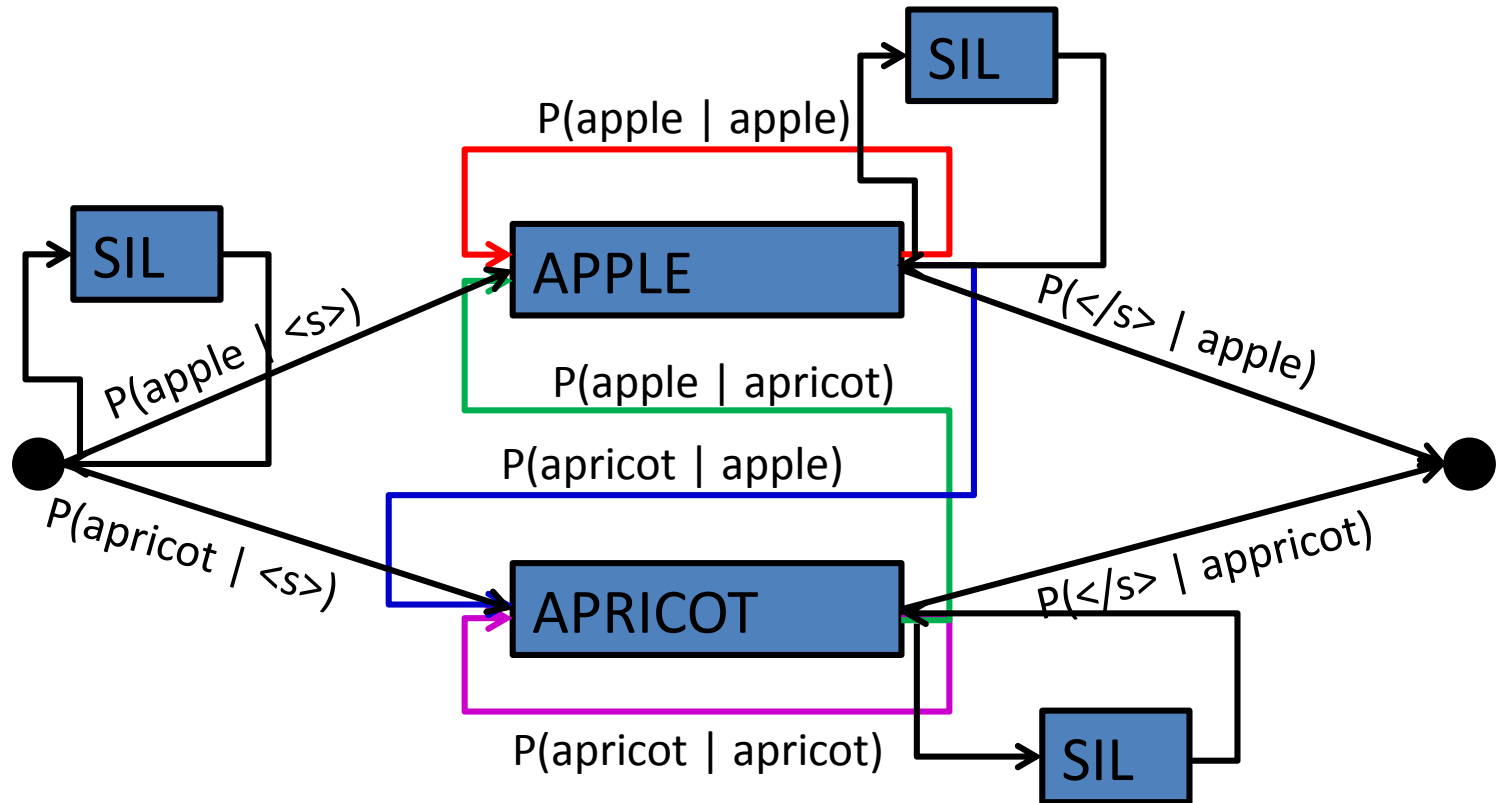 SIL
P(apple | apple)
SIL
APPLE
P(apple | <s>)
P(</s> | apple)
P(apple | apricot)
P(apricot | apple)
P(apricot | <s>)
P(</s> | appricot)
APRICOT
P(apricot | apricot)
SIL